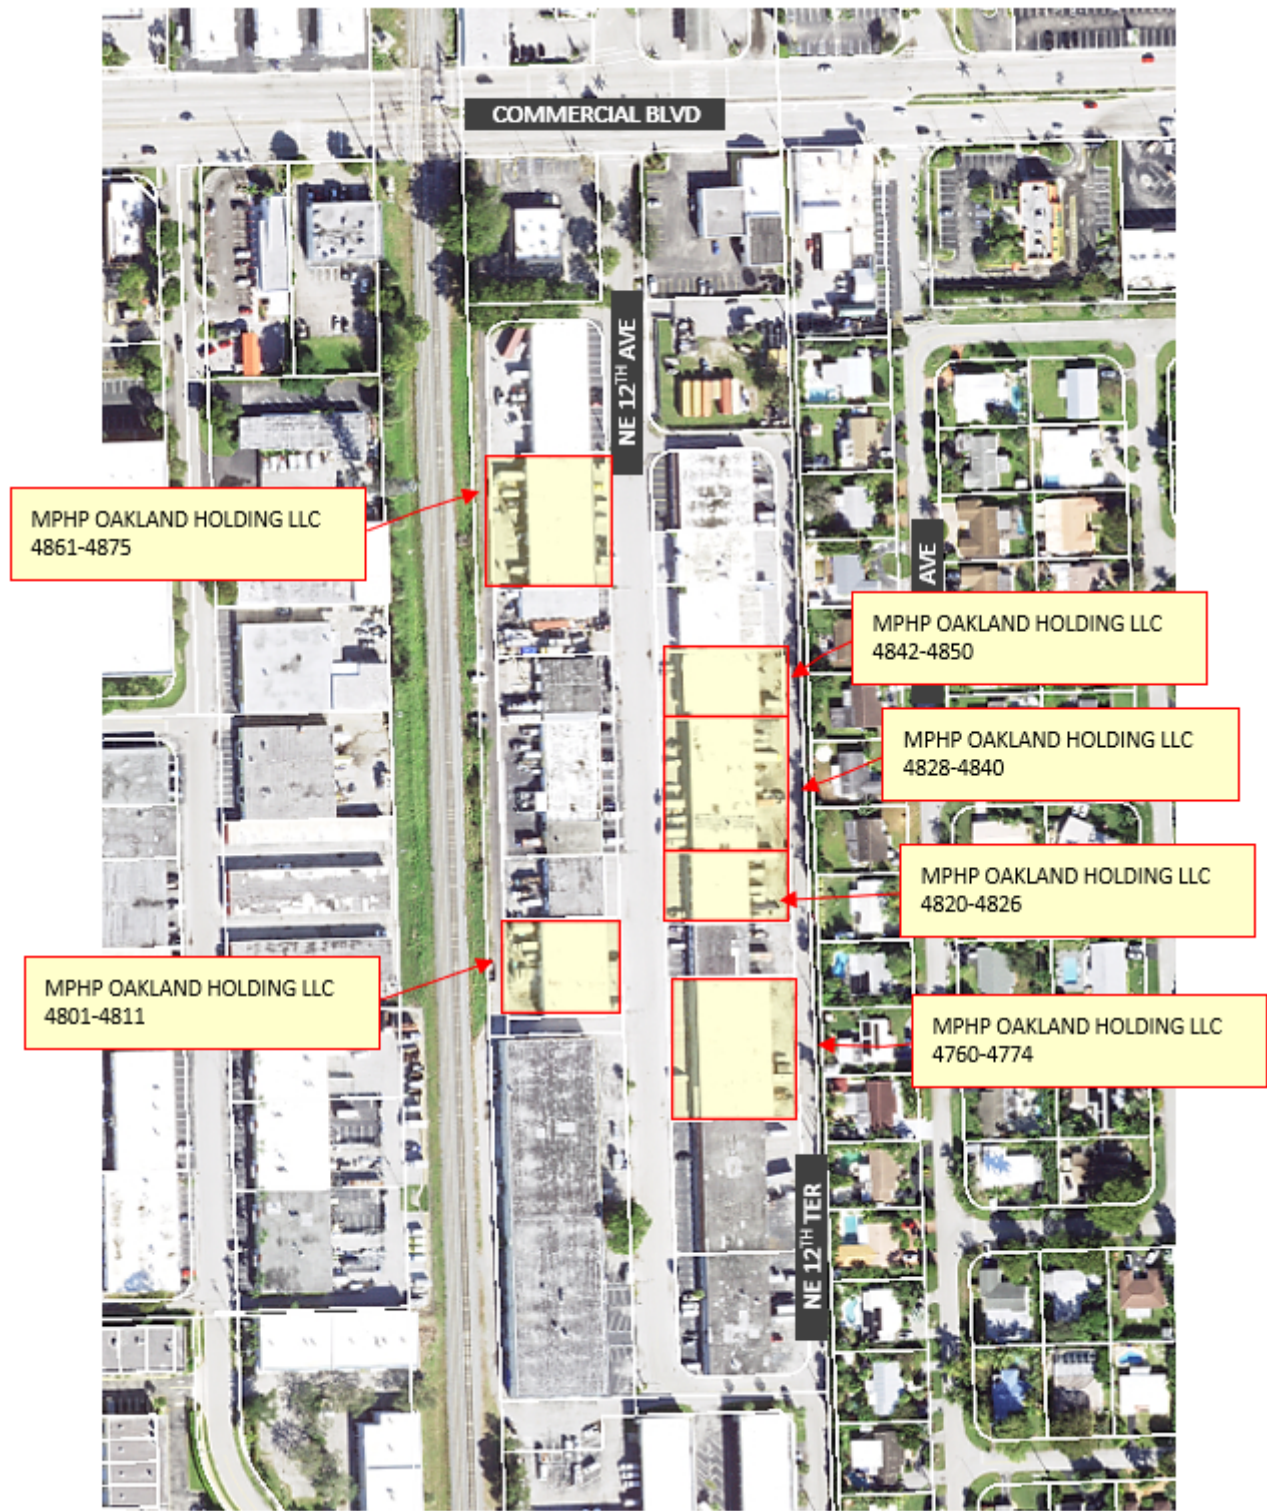 COMMERCIAL BLVD
NE 12TH AVE
MPHP OAKLAND HOLDING LLC
4861-4875
AVE
MPHP OAKLAND HOLDING LLC
4842-4850
MPHP OAKLAND HOLDING LLC
4828-4840
MPHP OAKLAND HOLDING LLC
4820-4826
MPHP OAKLAND HOLDING LLC
4801-4811
MPHP OAKLAND HOLDING LLC
4760-4774
NE 12TH TER